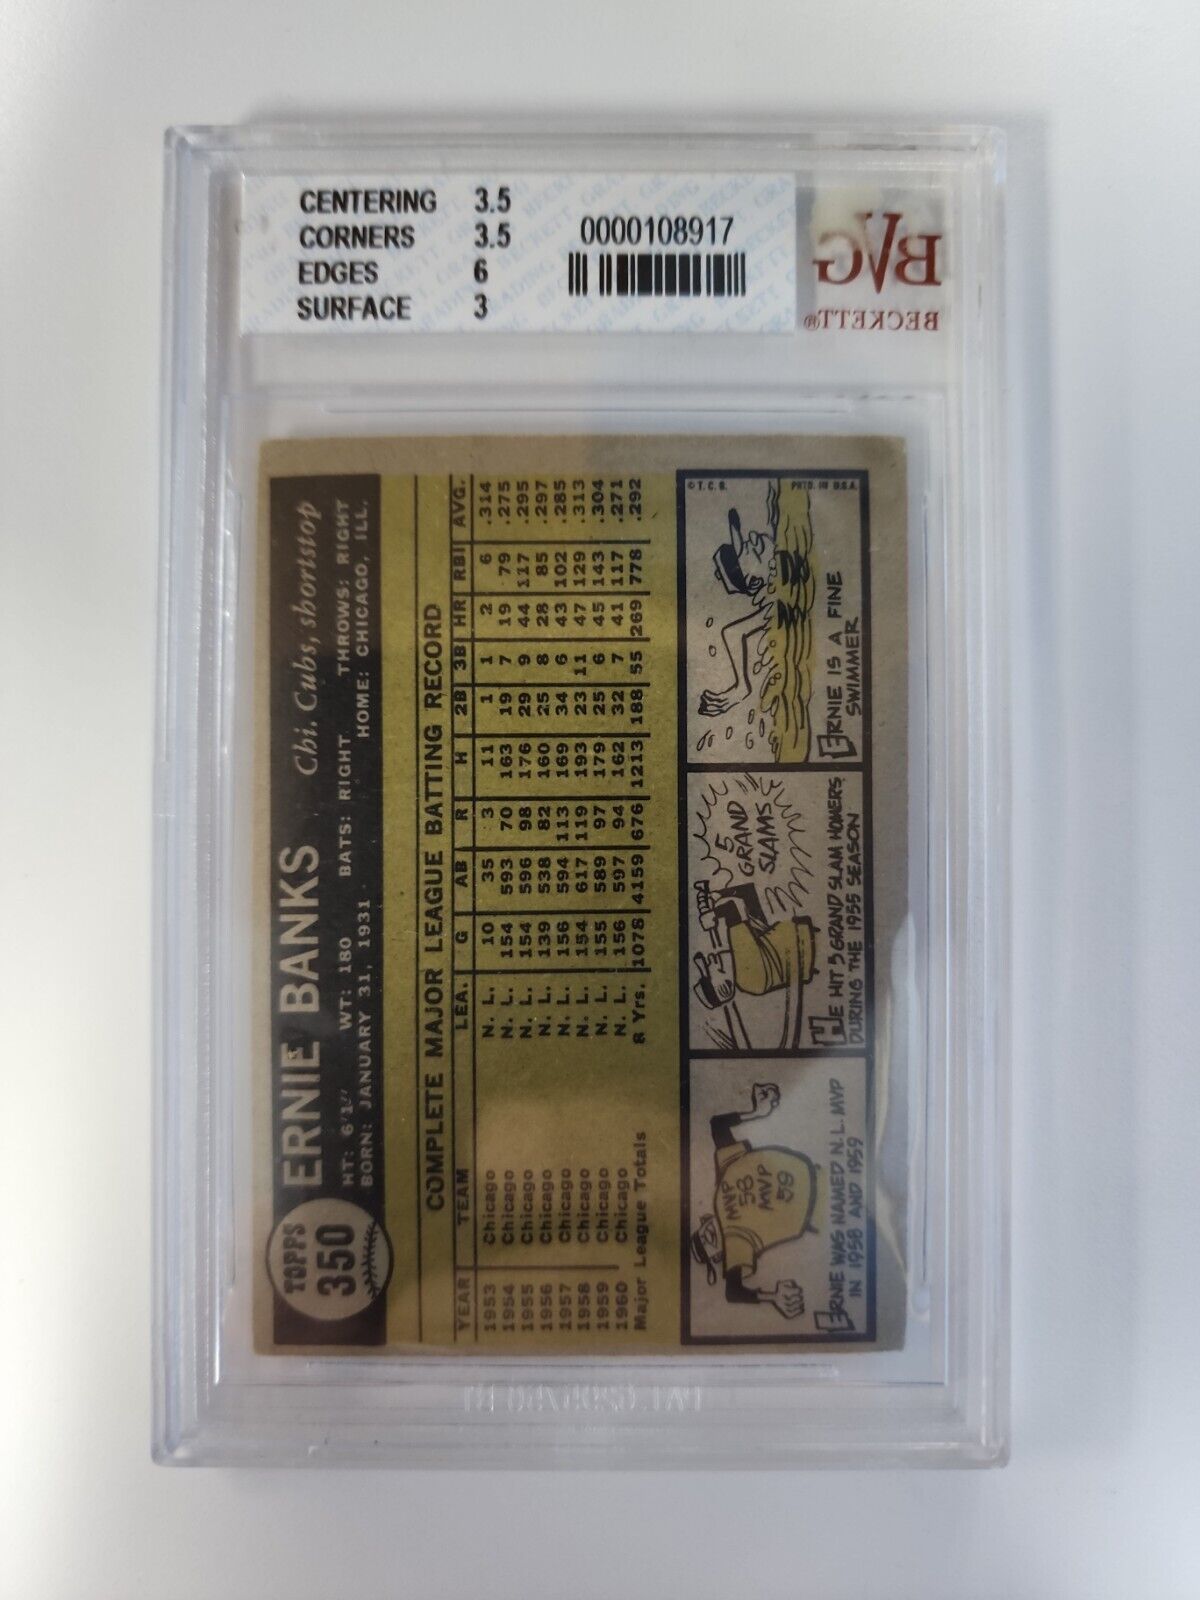 CENTERING 3.5
CORNERS 3.5
EDGES 6
SURFACE 3
0000108917
BVG
BECKETT®
TOPPS
350
ERNIE BANKS Chi. Cubs, shortstop
HT: 6'1" WT: 180 BATS: RIGHT THROWS: RIGHT
BORN: JANUARY 31, 1931 HOME: CHICAGO, ILL.
COMPLETE MAJOR LEAGUE BATTING RECORD
YEAR TEAM LEA. G AB R H 2B 3B HR RBI AVG.
1953 Chicago N. L. 10 35 3 11 1 1 2 6 .314
1954 Chicago N. L. 154 593 70 163 19 7 19 79 .275
1955 Chicago N. L. 154 596 98 176 29 9 44 117 .295
1956 Chicago N. L. 139 538 82 160 25 8 28 85 .297
1957 Chicago N. L. 156 594 113 169 34 6 43 102 .285
1958 Chicago N. L. 154 617 119 193 23 11 47 129 .313
1959 Chicago N. L. 155 589 97 179 25 6 45 143 .304
1960 Chicago N. L. 156 597 94 162 32 7 41 117 .271
Major League Totals 8 Yrs. 1078 4159 676 1213 188 55 269 778 .292
MVP
58
MVP
59
ERNIE WAS NAMED N.L. MVP
IN 1958 AND 1959
5
GRAND
SLAMS
HE HIT 5 GRAND SLAM HOMERS
DURING THE 1955 SEASON
© T.C.G. PRTD. IN U.S.A.
ERNIE IS A FINE
SWIMMER